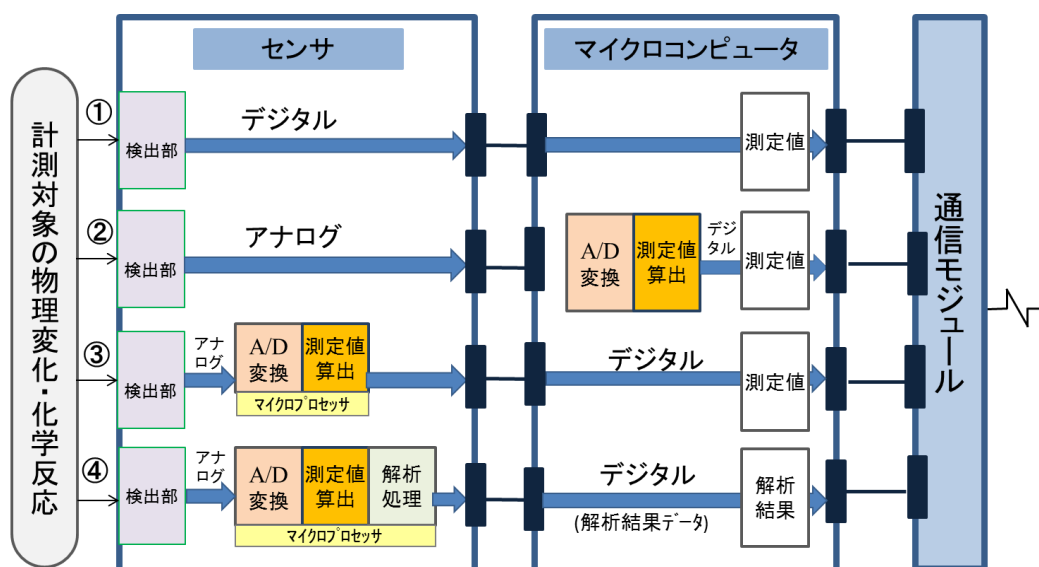 センサ
マイクロコンピュータ
計測対象の物理変化・化学反応
①
検出部
デジタル
測定値
②
検出部
アナログ
A/D
変換
測定値
算出
デジ
タル
測定値
③
検出部
アナ
ログ
A/D
変換
測定値
算出
マイクロプロセッサ
デジタル
測定値
④
検出部
アナ
ログ
A/D
変換
測定値
算出
解析
処理
マイクロプロセッサ
デジタル
(解析結果データ)
解析
結果
通信モジュール